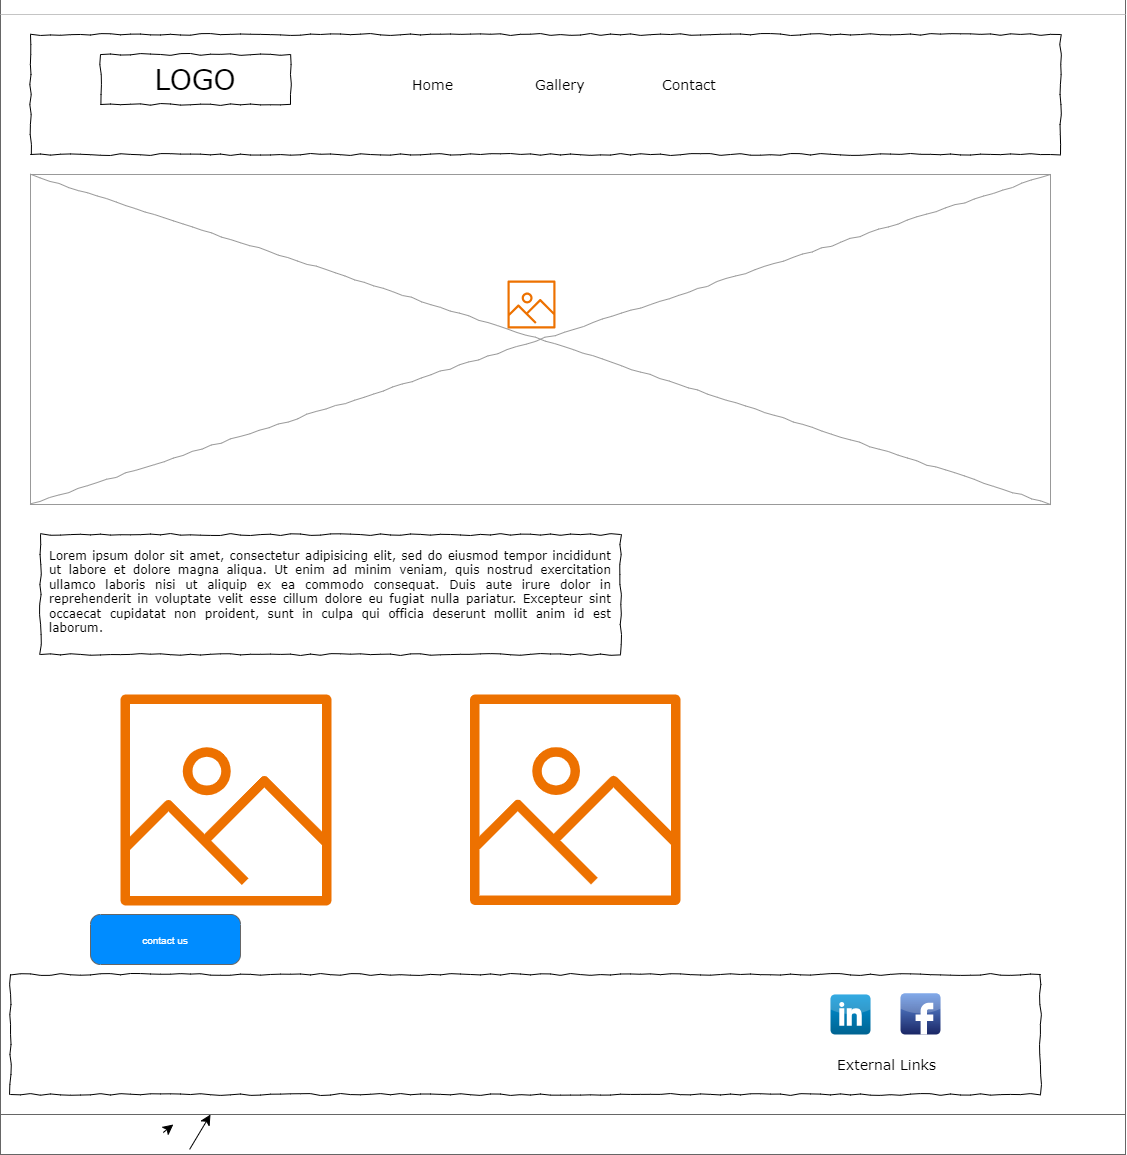 LOGO
Home
Gallery
Contact
Lorem ipsum dolor sit amet, consectetur adipisicing elit, sed do eiusmod tempor incididunt
ut labore et dolore magna aliqua. Ut enim ad minim veniam, quis nostrud exercitation
ullamco laboris nisi ut aliquip ex ea commodo consequat. Duis aute irure dolor in
reprehenderit in voluptate velit esse cillum dolore eu fugiat nulla pariatur. Excepteur sint
occaecat cupidatat non proident, sunt in culpa qui officia deserunt mollit anim id est
laborum.
contact us
in
f
External Links